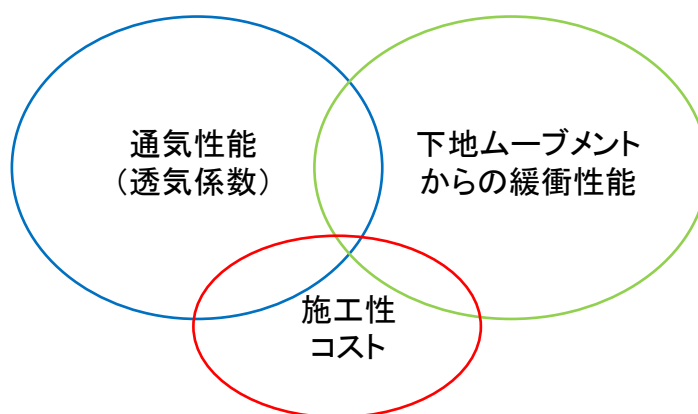 通気性能
(透気係数)
下地ムーブメント
からの緩衝性能
施工性
コスト